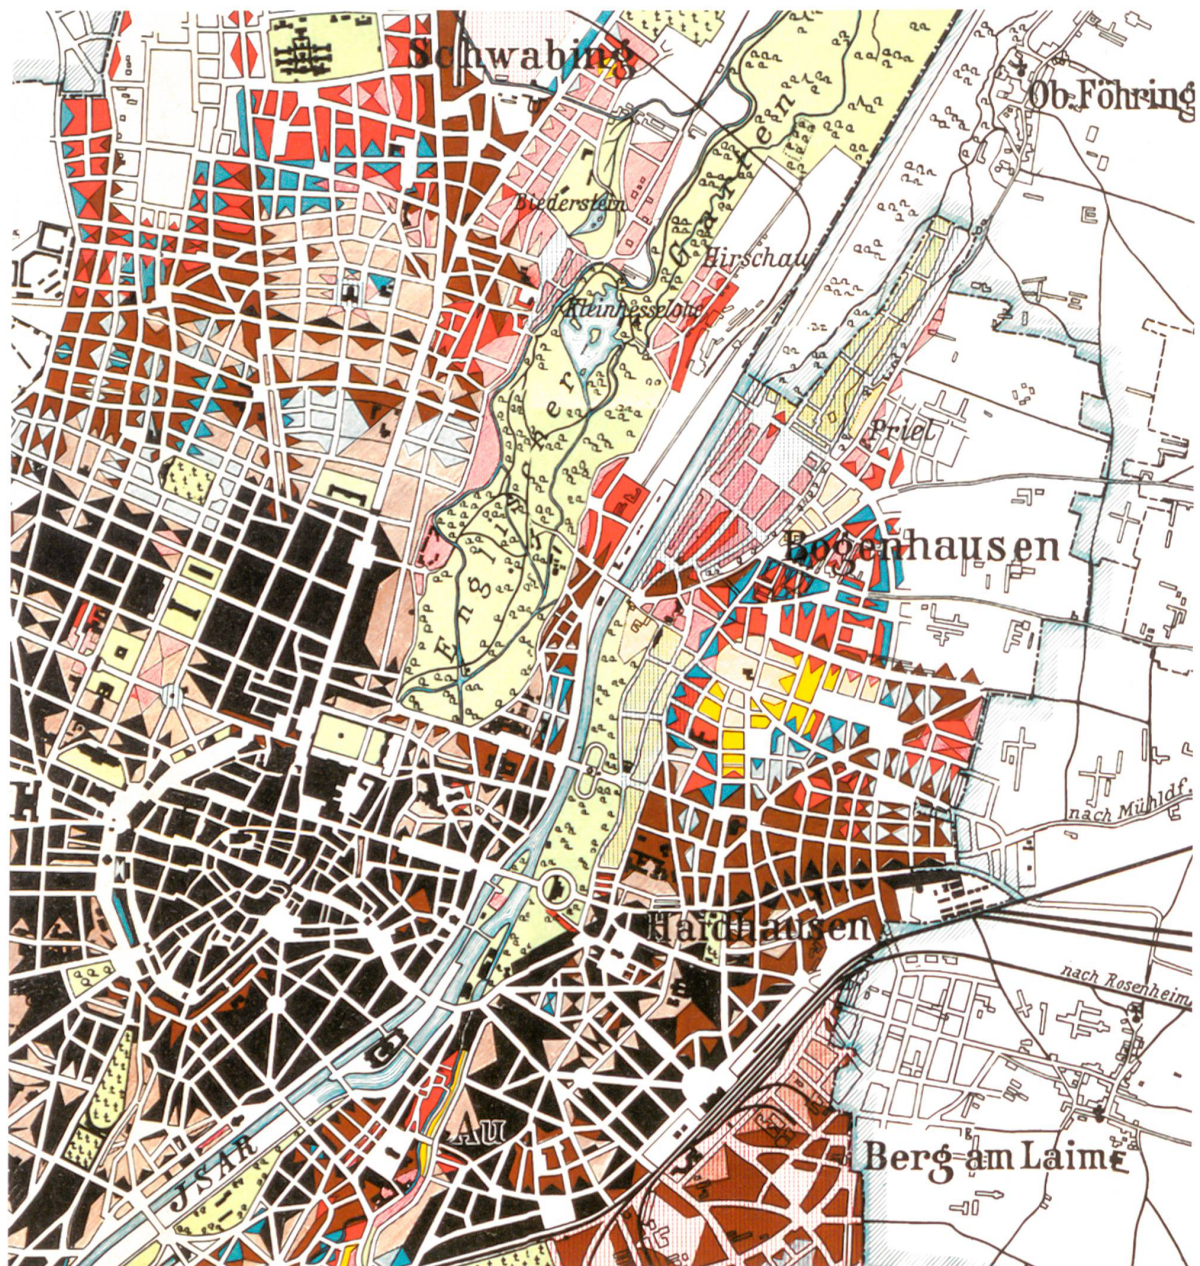 Schwabing
Ob.Föhring
Biederstein
Hirschau
Kleinhesselohe
Englischer Garten
Priel
Bogenhausen
nach Mühldf.
Haidhausen
nach Rosenheim
Au
JSAR
Berg am Laim